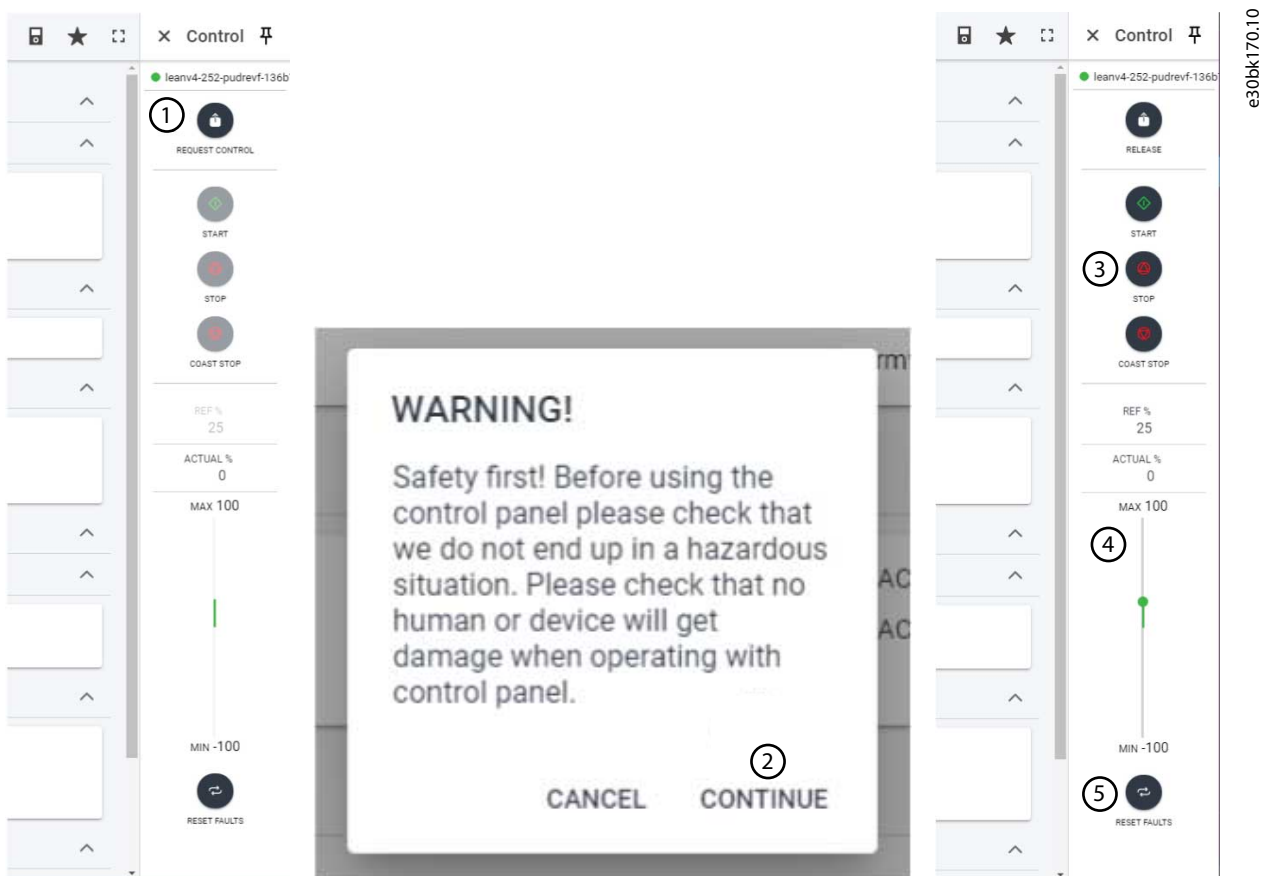 Control
leanv4-252-pudrevf-136b
1
REQUEST CONTROL
START
STOP
COAST STOP
REF %
25
ACTUAL %
0
MAX 100
MIN -100
RESET FAULTS
WARNING!
Safety first! Before using the
control panel please check that
we do not end up in a hazardous
situation. Please check that no
human or device will get
damage when operating with
control panel.
2
CANCEL CONTINUE
rm
AC
AC
Control
leanv4-252-pudrevf-136b
RELEASE
START
3
STOP
COAST STOP
REF %
25
ACTUAL %
0
MAX 100
4
MIN -100
5
RESET FAULTS
e30bk170.10